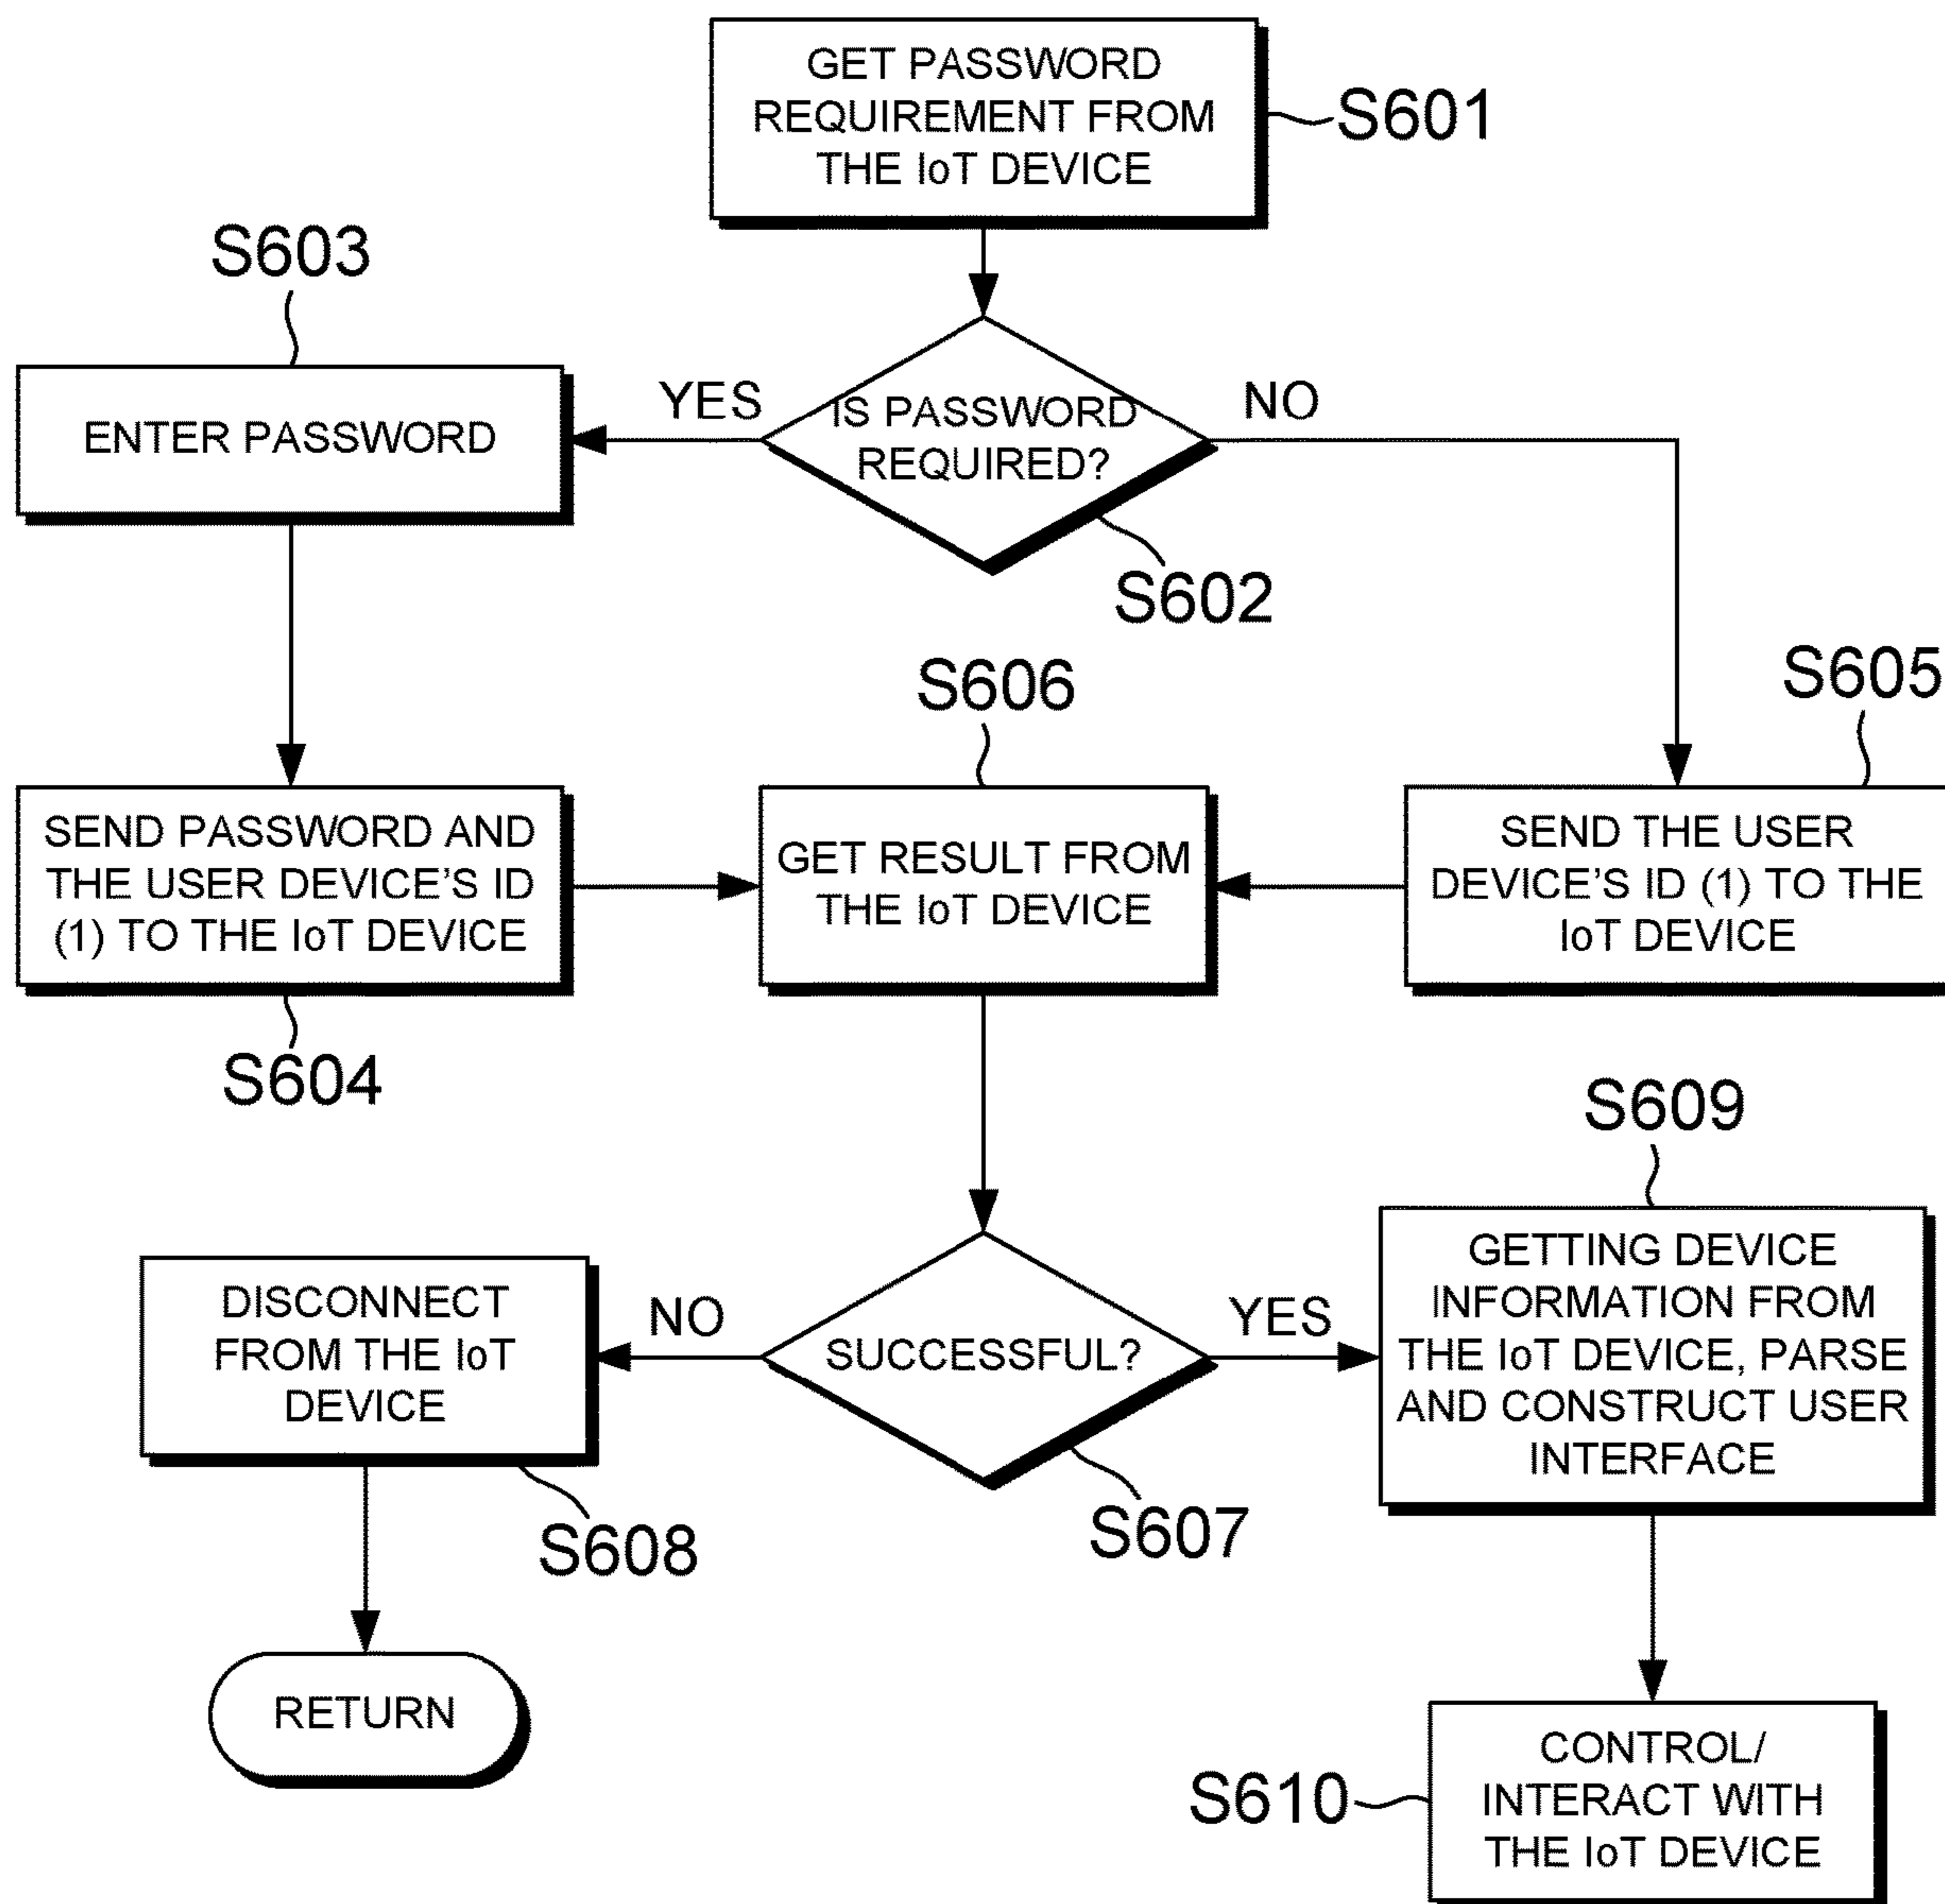 GET PASSWORD
REQUIREMENT FROM
THE IoT DEVICE
S601
S603
ENTER PASSWORD
YES
IS PASSWORD
REQUIRED?
NO
S602
S606
S605
SEND PASSWORD AND
THE USER DEVICE'S ID
(1) TO THE IoT DEVICE
GET RESULT FROM
THE IoT DEVICE
SEND THE USER
DEVICE'S ID (1) TO THE
IoT DEVICE
S604
S609
DISCONNECT
FROM THE IoT
DEVICE
NO
SUCCESSFUL?
YES
GETTING DEVICE
INFORMATION FROM
THE IoT DEVICE, PARSE
AND CONSTRUCT USER
INTERFACE
S608
S607
RETURN
S610
CONTROL/
INTERACT WITH
THE IoT DEVICE